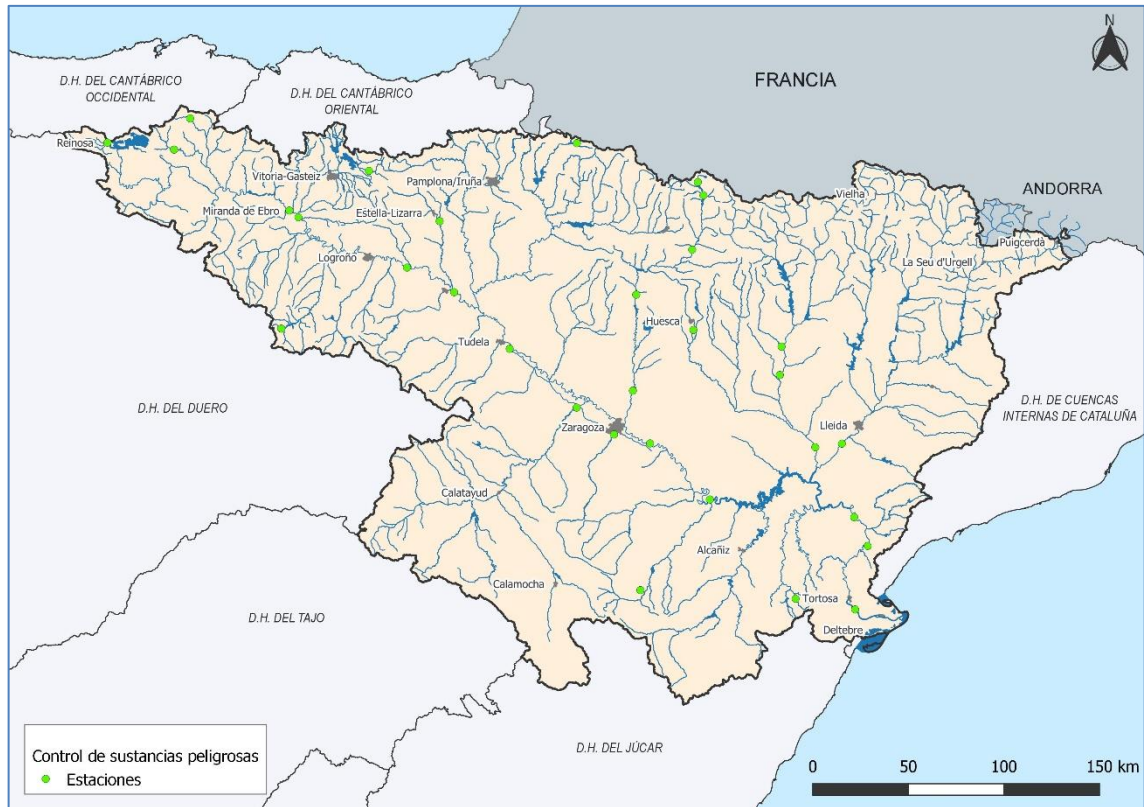 N
FRANCIA
D.H. DEL CANTÁBRICO
OCCIDENTAL
D.H. DEL CANTÁBRICO
ORIENTAL
Reinosa
Vitoria-Gasteiz
Pamplona/Iruña
Vielha
ANDORRA
Miranda de Ebro
Estella-Lizarra
Puigcerdà
Logroño
La Seu d'Urgell
Huesca
Tudela
D.H. DEL DUERO
D.H. DE CUENCAS
INTERNAS DE CATALUÑA
Zaragoza
Lleida
Calatayud
Alcañiz
Calamocha
Tortosa
D.H. DEL TAJO
Deltebre
D.H. DEL JÚCAR
Control de sustancias peligrosas
Estaciones
0 50 100 150 km